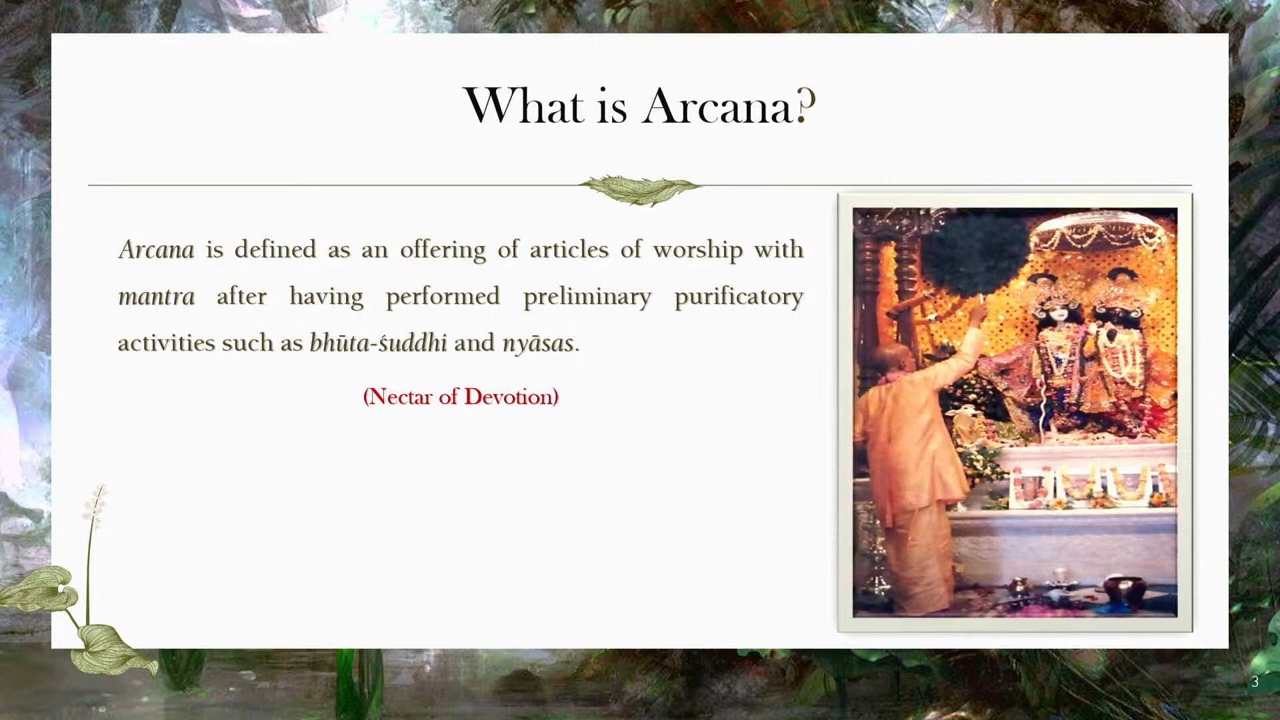 What is Arcana?
Arcana is defined as an offering of articles of worship with
mantra after having performed preliminary purificatory
activities such as bhūta-śuddhi and nyāsas.
(Nectar of Devotion)
3